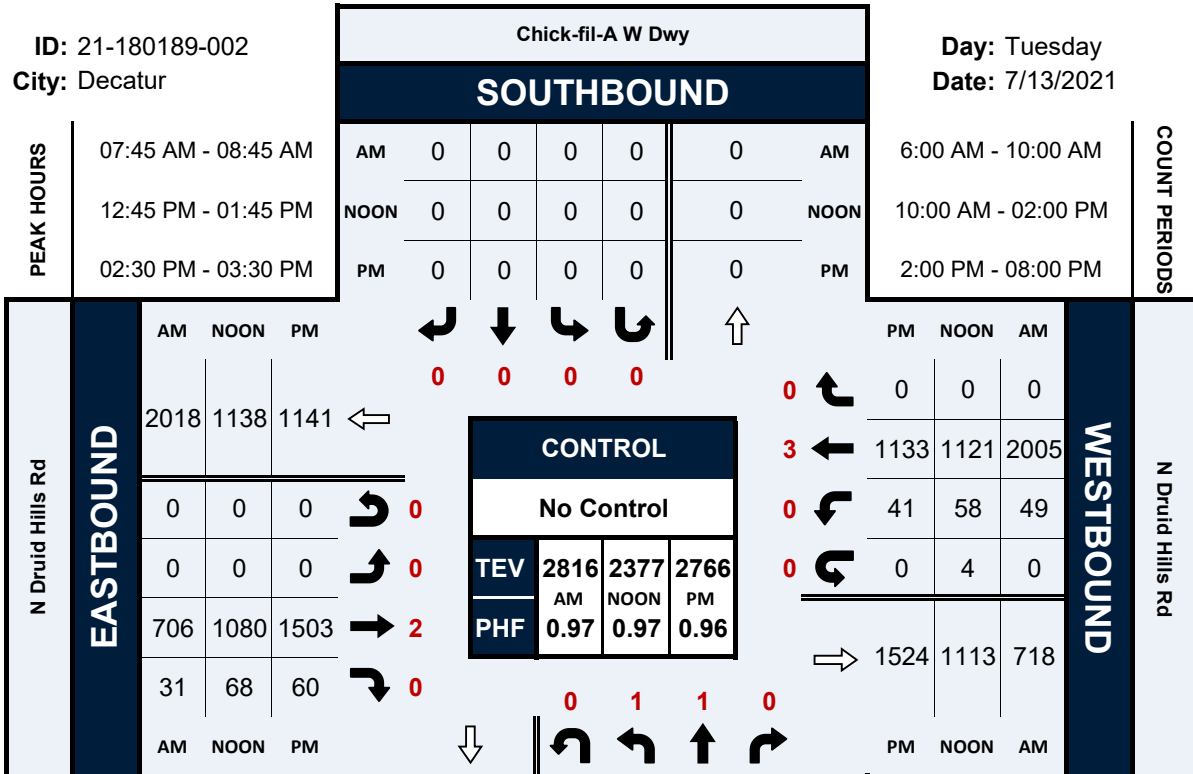 Chick-fil-A W Dwy
ID: 21-180189-002
City: Decatur
Day: Tuesday
Date: 7/13/2021
SOUTHBOUND
PEAK HOURS
07:45 AM - 08:45 AM
12:45 PM - 01:45 PM
02:30 PM - 03:30 PM
AM 0 0 0 0 0 AM
NOON 0 0 0 0 0 NOON
PM 0 0 0 0 0 PM
6:00 AM - 10:00 AM
10:00 AM - 02:00 PM
2:00 PM - 08:00 PM
COUNT PERIODS
0 0 0 0
N Druid Hills Rd
EASTBOUND
AM NOON PM
2018 1138 1141
0 0 0 0
0 0 0 0
706 1080 1503 2
31 68 60 0
AM NOON PM
CONTROL
No Control
TEV 2816 2377 2766
AM NOON PM
PHF 0.97 0.97 0.96
PM NOON AM
0 0 0 0
3 1133 1121 2005
0 41 58 49
0 0 4 0
1524 1113 718
PM NOON AM
WESTBOUND
N Druid Hills Rd
0 1 1 0